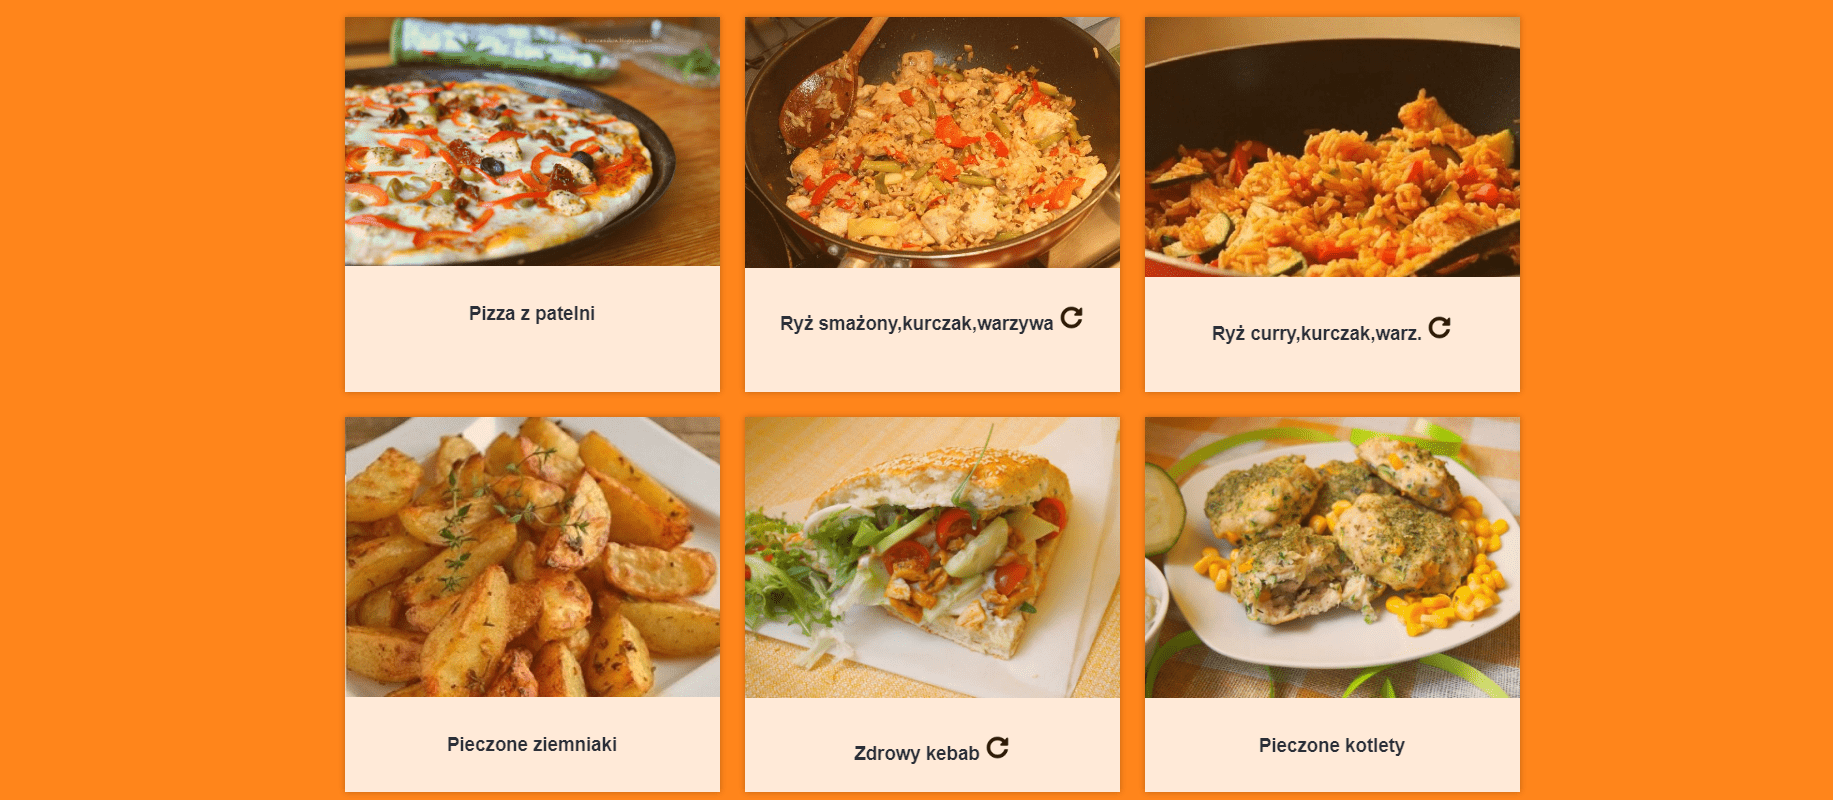 Pizza z patelni
Ryż smażony,kurczak,warzywa
Ryż curry,kurczak,warz.
Pieczone ziemniaki
Zdrowy kebab
Pieczone kotlety